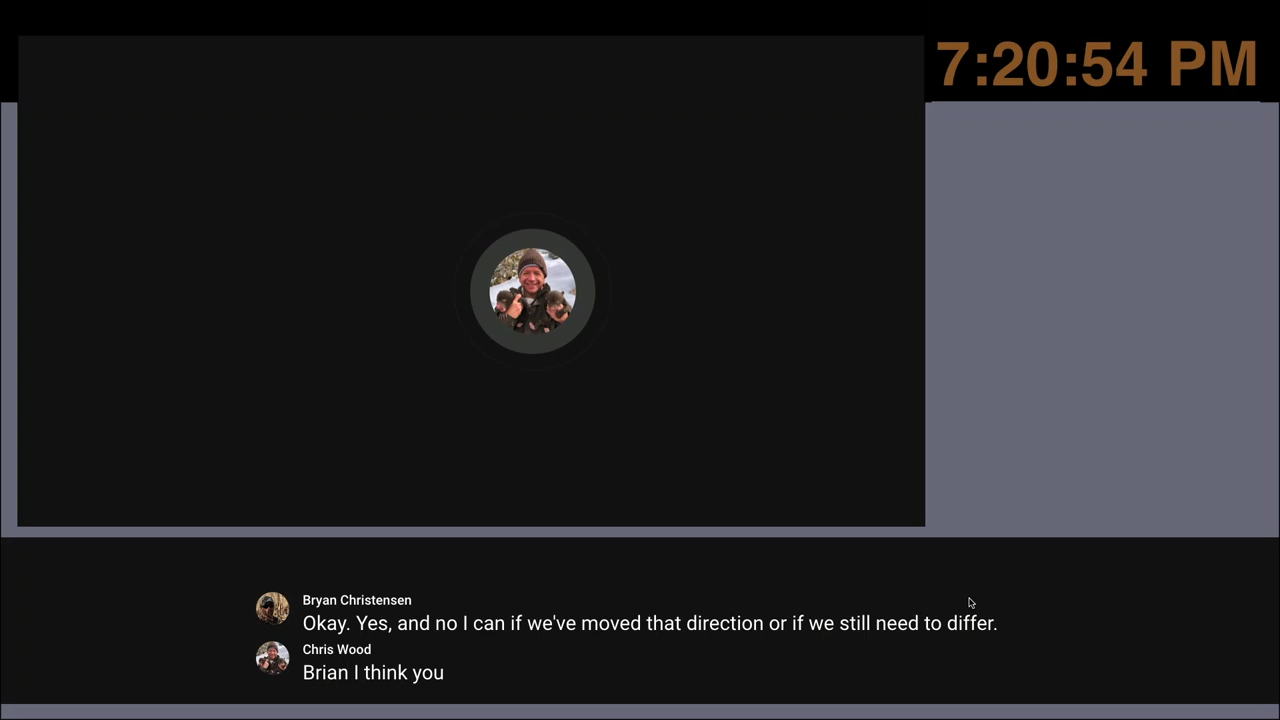 7:20:54 PM
Bryan Christensen
Okay. Yes, and no I can if we've moved that direction or if we still need to differ.
Chris Wood
Brian I think you